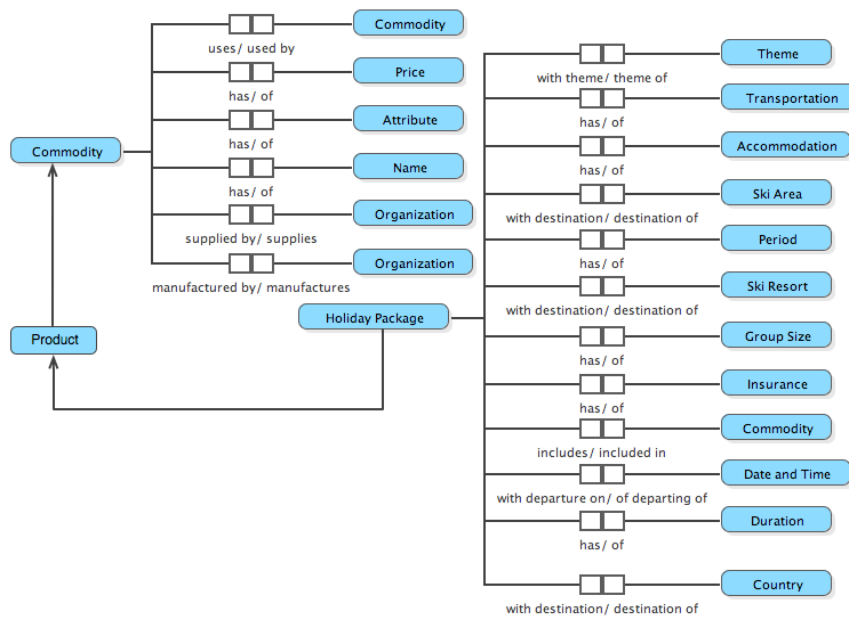 Commodity
uses/ used by
Price
has/ of
Attribute
has/ of
Commodity
Name
has/ of
Organization
supplied by/ supplies
Organization
manufactured by/ manufactures
Product
Holiday Package
Theme
with theme/ theme of
Transportation
has/ of
Accommodation
has/ of
Ski Area
with destination/ destination of
Period
has/ of
Ski Resort
with destination/ destination of
Group Size
has/ of
Insurance
has/ of
Commodity
includes/ included in
Date and Time
with departure on/ of departing of
Duration
has/ of
Country
with destination/ destination of